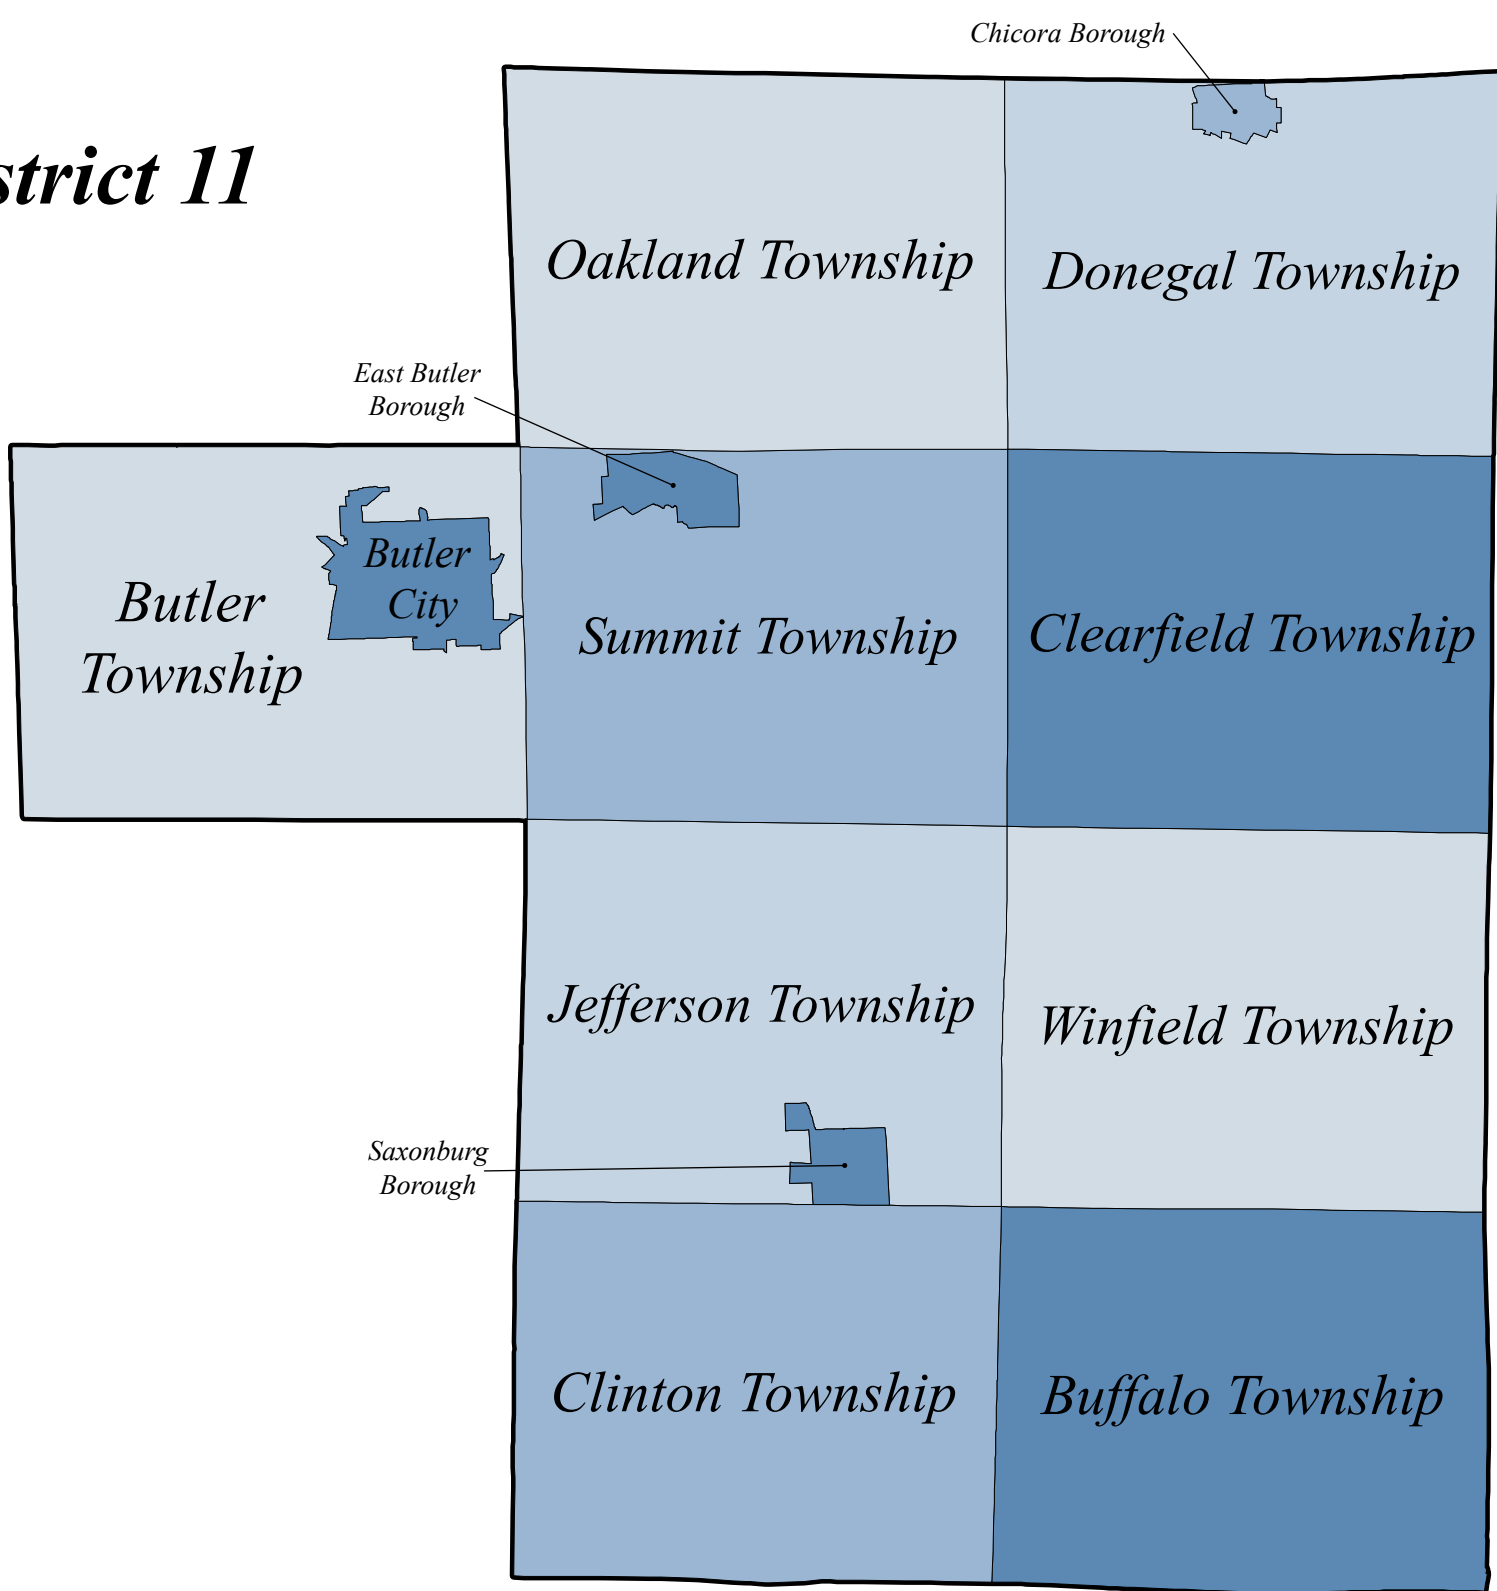 Chicora Borough
strict 11
Oakland Township
Donegal Township
East Butler
Borough
Butler
City
Butler
Township
Summit Township
Clearfield Township
Jefferson Township
Winfield Township
Saxonburg
Borough
Clinton Township
Buffalo Township